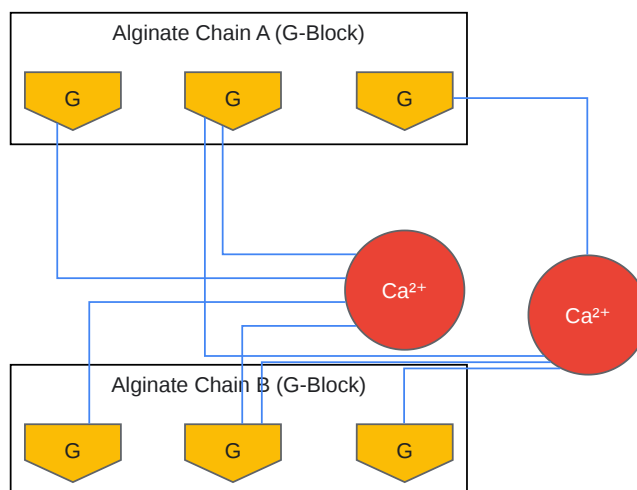 Alginate Chain A (G-Block)
G
G
G
Ca²⁺
Ca²⁺
Alginate Chain B (G-Block)
G
G
G